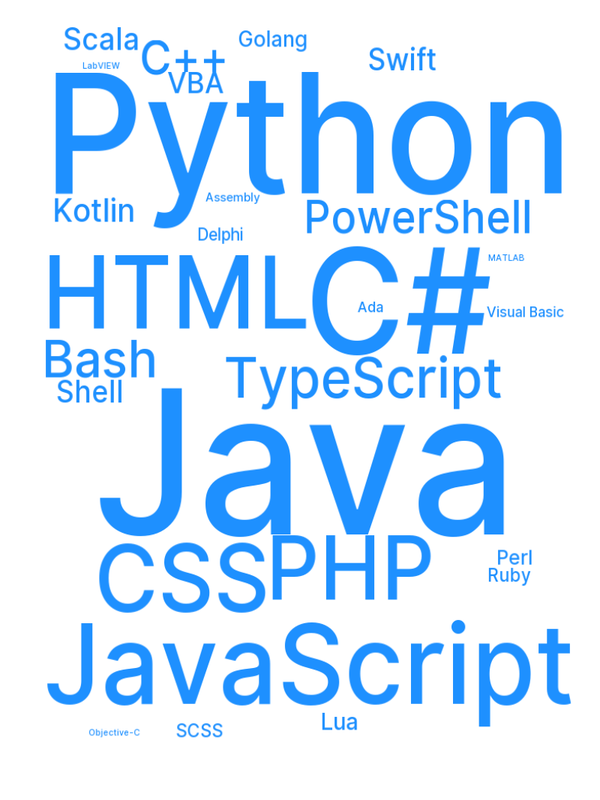 Scala
C++
Golang
Swift
LabVIEW
VBA
Python
Assembly
Kotlin
PowerShell
Delphi
HTML
C#
MATLAB
Ada
Visual Basic
Bash
TypeScript
Shell
Java
CSS
PHP
Perl
Ruby
JavaScript
Lua
SCSS
Objective-C